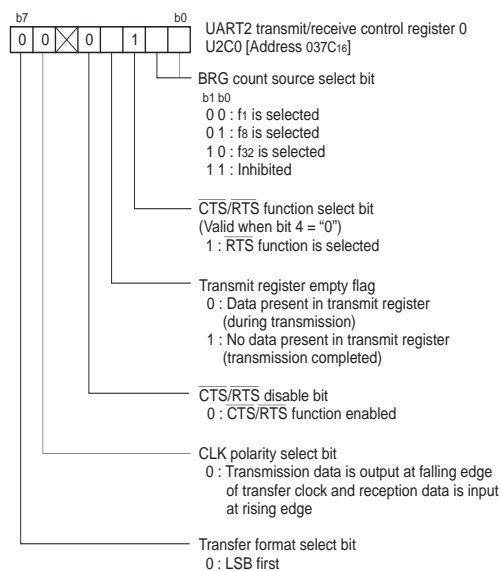 b7 b0
0 0 0 1
UART2 transmit/receive control register 0
U2C0 [Address 037C16]
BRG count source select bit
b1 b0
0 0 : f1 is selected
0 1 : f8 is selected
1 0 : f32 is selected
1 1 : Inhibited
CTS/RTS function select bit
(Valid when bit 4 = “0”)
1 : RTS function is selected
Transmit register empty flag
0 : Data present in transmit register
(during transmission)
1 : No data present in transmit register
(transmission completed)
CTS/RTS disable bit
0 : CTS/RTS function enabled
CLK polarity select bit
0 : Transmission data is output at falling edge
of transfer clock and reception data is input
at rising edge
Transfer format select bit
0 : LSB first